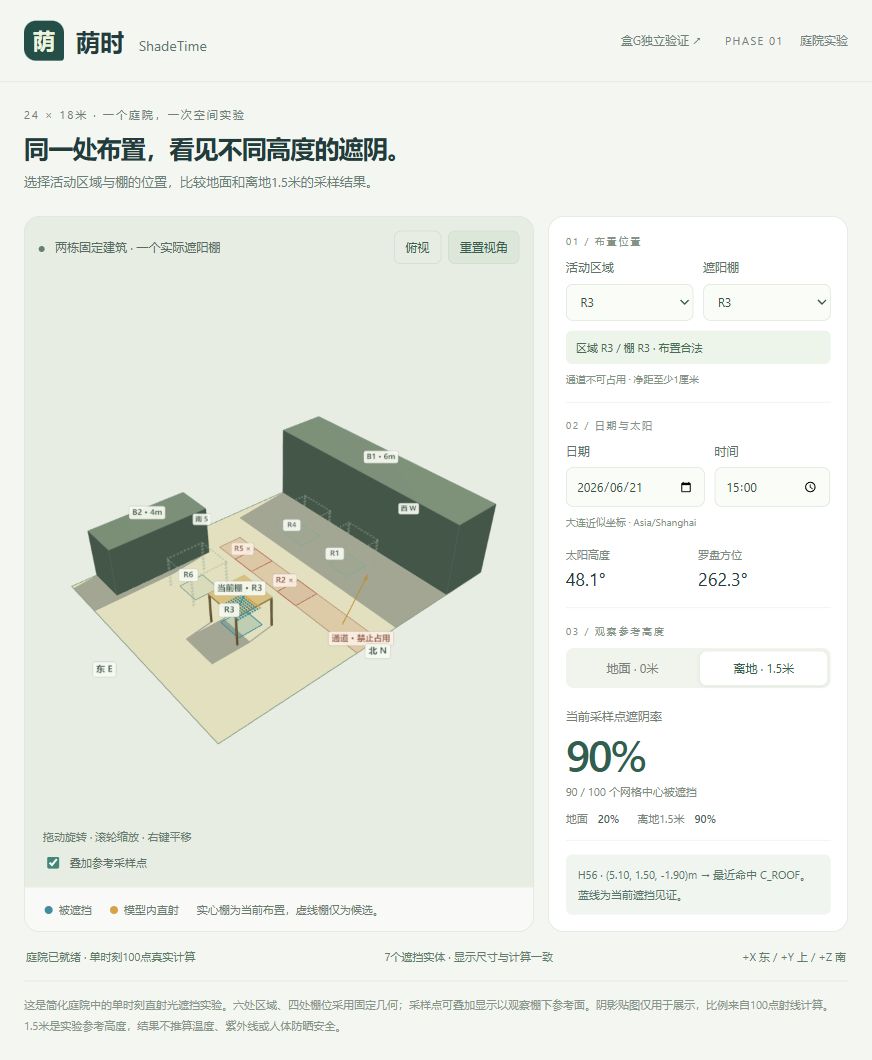 荫 荫时 ShadeTime
盒G独立验证 ↗ PHASE 01 庭院实验
24 × 18米 · 一个庭院，一次空间实验
同一处布置，看见不同高度的遮阴。
选择活动区域与棚的位置，比较地面和离地1.5米的采样结果。
两栋固定建筑 · 一个实际遮阳棚
俯视 重置视角
B1 · 6m
B2 · 4m
南 S
西 W
R4
R5 ×
R1
R6
R2 ×
当前棚 · R3
R3
通道 · 禁止占用
北 N
东 E
拖动旋转 · 滚轮缩放 · 右键平移
叠加参考采样点
被遮挡 模型内直射 实心棚为当前布置，虚线棚仅为候选。
01 / 布置位置
活动区域 遮阳棚
R3 R3
区域 R3 / 棚 R3 · 布置合法
通道不可占用 · 净距至少1厘米
02 / 日期与太阳
日期 时间
2026/06/21 15:00
大连近似坐标 · Asia/Shanghai
太阳高度 罗盘方位
48.1° 262.3°
03 / 观察参考高度
地面 · 0米 离地 · 1.5米
当前采样点遮阴率
90%
90 / 100 个网格中心被遮挡
地面 20% 离地1.5米 90%
H56 · (5.10, 1.50, -1.90)m → 最近命中 C_ROOF。
蓝线为当前遮挡见证。
庭院已就绪 · 单时刻100点真实计算 7个遮挡实体 · 显示尺寸与计算一致 +X 东 / +Y 上 / +Z 南
这是简化庭院中的单时刻直射光遮挡实验。六处区域、四处棚位采用固定几何；采样点可叠加显示以观察棚下参考面。阴影贴图仅用于展示，比例来自100点射线计算。
1.5米是实验参考高度，结果不推算温度、紫外线或人体防晒安全。